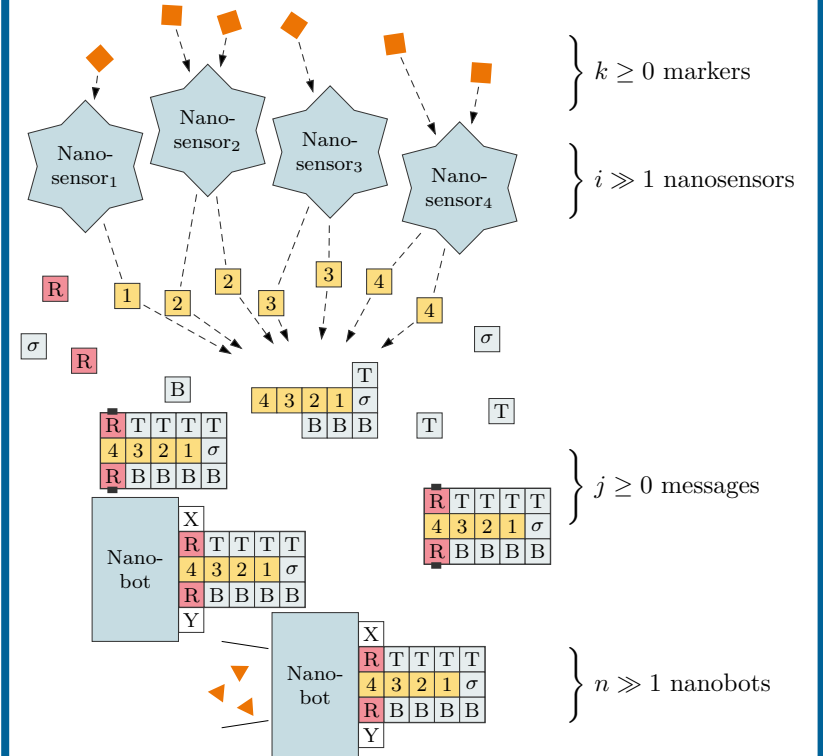 k ≥ 0 markers
Nano-
sensor₁
Nano-
sensor₂
Nano-
sensor₃
Nano-
sensor₄
i ≫ 1 nanosensors
1
2
2
3
3
4
4
R
σ
R
B
σ
T
T
T
4 3 2 1 σ
B B B
R T T T T
4 3 2 1 σ
R B B B B
j ≥ 0 messages
R T T T T
4 3 2 1 σ
R B B B B
Nano-
bot
X
R T T T T
4 3 2 1 σ
R B B B B
Y
Nano-
bot
X
R T T T T
4 3 2 1 σ
R B B B B
Y
n ≫ 1 nanobots